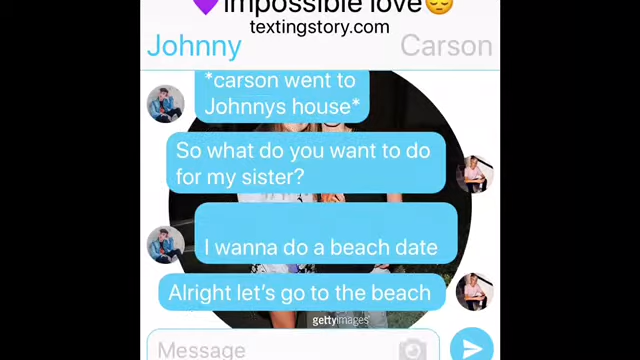 💜impossible love😔
textingstory.com
Johnny
Carson
*carson went to
Johnnys house*
So what do you want to do
for my sister?
I wanna do a beach date
Alright let's go to the beach
gettyimages
Message